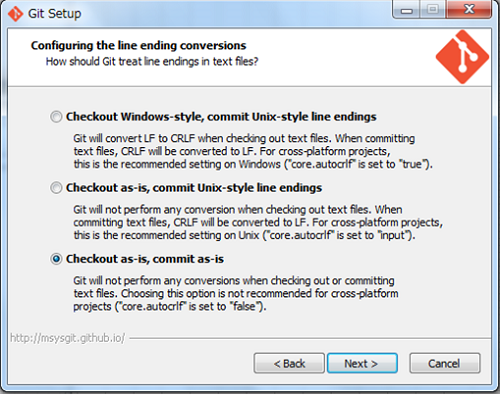 Git Setup
Configuring the line ending conversions
How should Git treat line endings in text files?
Checkout Windows-style, commit Unix-style line endings
Git will convert LF to CRLF when checking out text files. When committing
text files, CRLF will be converted to LF. For cross-platform projects,
this is the recommended setting on Windows ("core.autocrlf" is set to "true").
Checkout as-is, commit Unix-style line endings
Git will not perform any conversion when checking out text files. When
committing text files, CRLF will be converted to LF. For cross-platform projects,
this is the recommended setting on Unix ("core.autocrlf" is set to "input").
Checkout as-is, commit as-is
Git will not perform any conversions when checking out or committing
text files. Choosing this option is not recommended for cross-platform
projects ("core.autocrlf" is set to "false").
http://msysgit.github.io/
< Back
Next >
Cancel